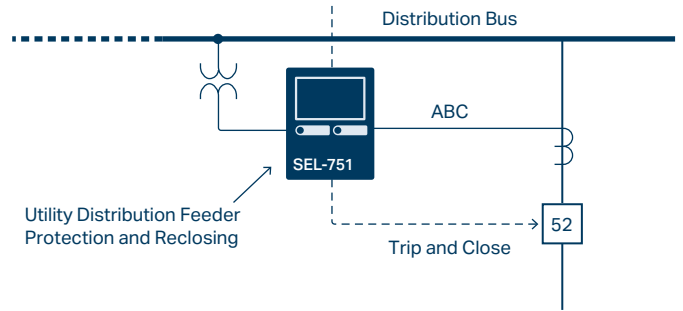 Distribution Bus
ABC
SEL-751
Utility Distribution Feeder
Protection and Reclosing
52
Trip and Close